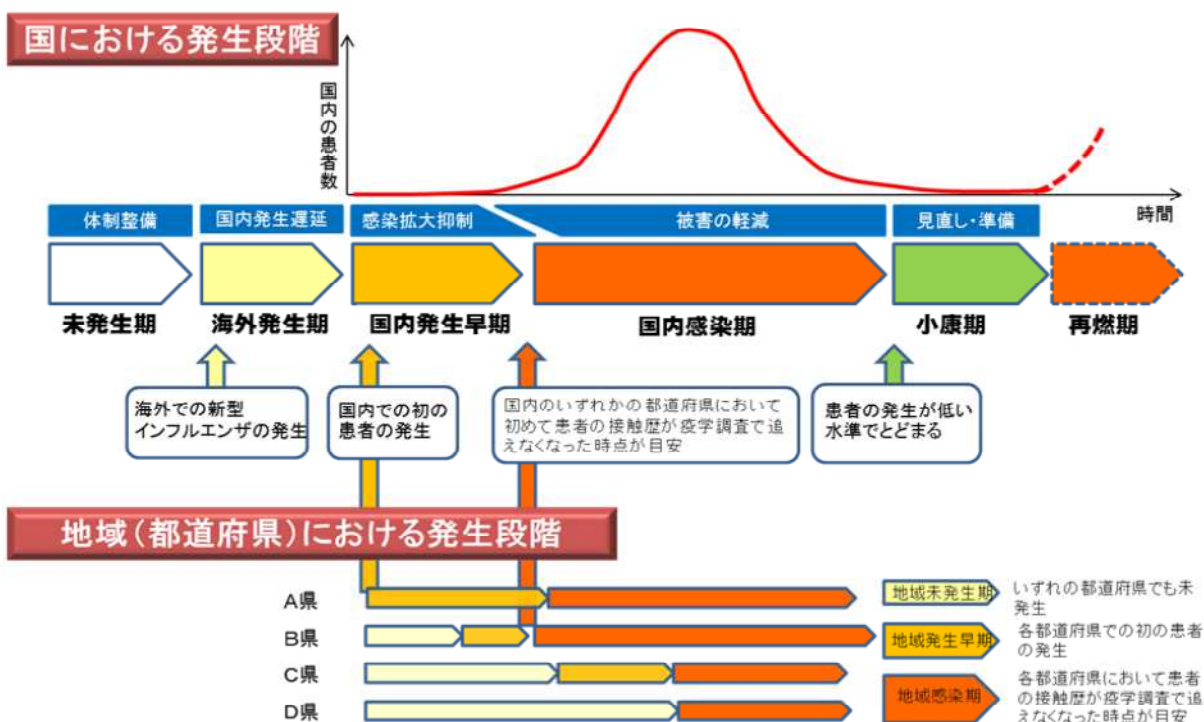 国における発生段階
国内の患者数
時間
体制整備
国内発生遅延
感染拡大抑制
被害の軽減
見直し・準備
未発生期
海外発生期
国内発生早期
国内感染期
小康期
再燃期
海外での新型
インフルエンザの発生
国内での初の
患者の発生
国内のいずれかの都道府県において
初めて患者の接触歴が疫学調査で追
えなくなった時点が目安
患者の発生が低い
水準でとどまる
地域(都道府県)における発生段階
A県
B県
C県
D県
地域未発生期
いずれの都道府県でも未
発生
地域発生早期
各都道府県での初の患者
の発生
地域感染期
各都道府県において患者
の接触歴が疫学調査で追
えなくなった時点が目安